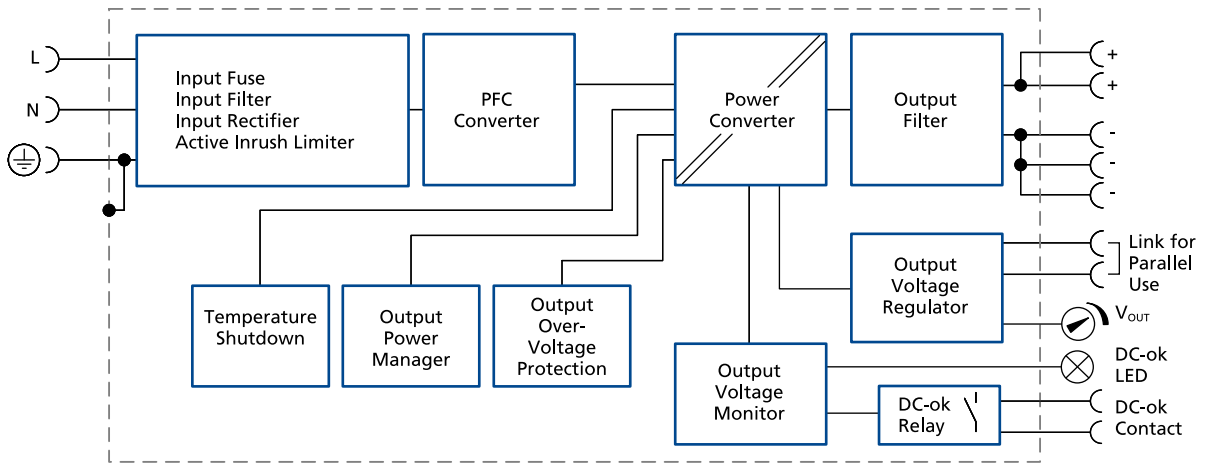 L
N
Input Fuse
Input Filter
Input Rectifier
Active Inrush Limiter
PFC
Converter
Power
Converter
Output
Filter
+
+
-
-
-
Temperature
Shutdown
Output
Power
Manager
Output
Over-
Voltage
Protection
Output
Voltage
Regulator
Link for
Parallel
Use
VOUT
Output
Voltage
Monitor
DC-ok
LED
DC-ok
Relay
DC-ok
Contact